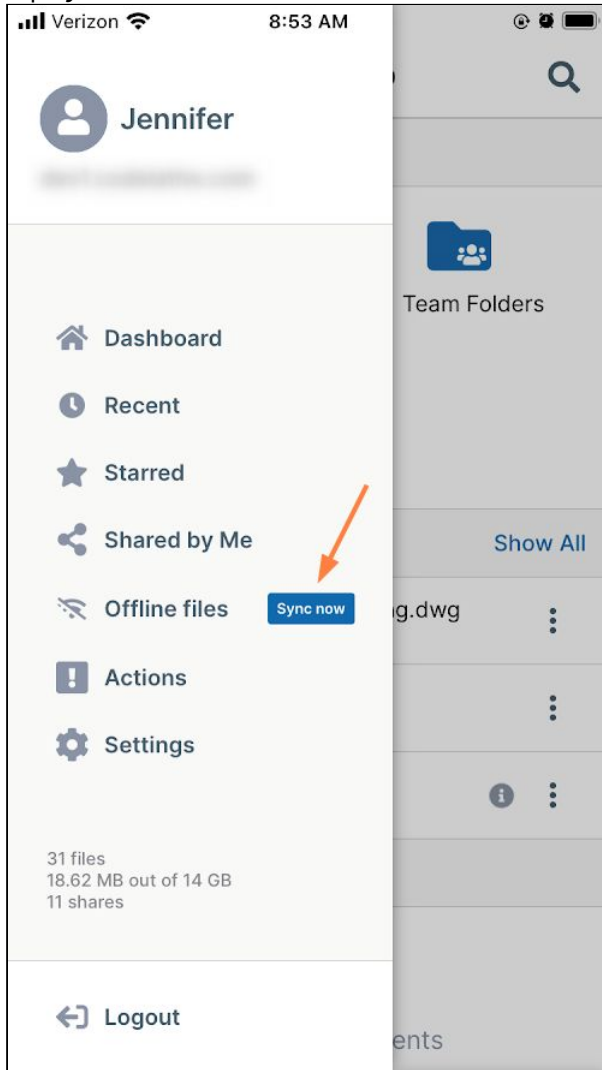 Verizon 8:53 AM
Jennifer
Team Folders
Dashboard
Recent
Starred
Shared by Me
Show All
Offline files Sync now
g.dwg
Actions
Settings
31 files
18.62 MB out of 14 GB
11 shares
Logout
ents